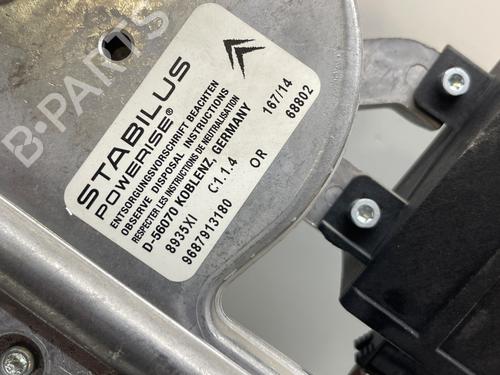 B-PARTS
STABILUS
POWERISE®
ENTSORGUNGSVORSCHRIFT BEACHTEN
OBSERVE DISPOSAL INSTRUCTIONS
RESPECTER LES INSTRUCTIONS DE NEUTRALISATION
D-56070 KOBLENZ, GERMANY 167/14
8935XI C1.1.4 OR 68802
9687913180